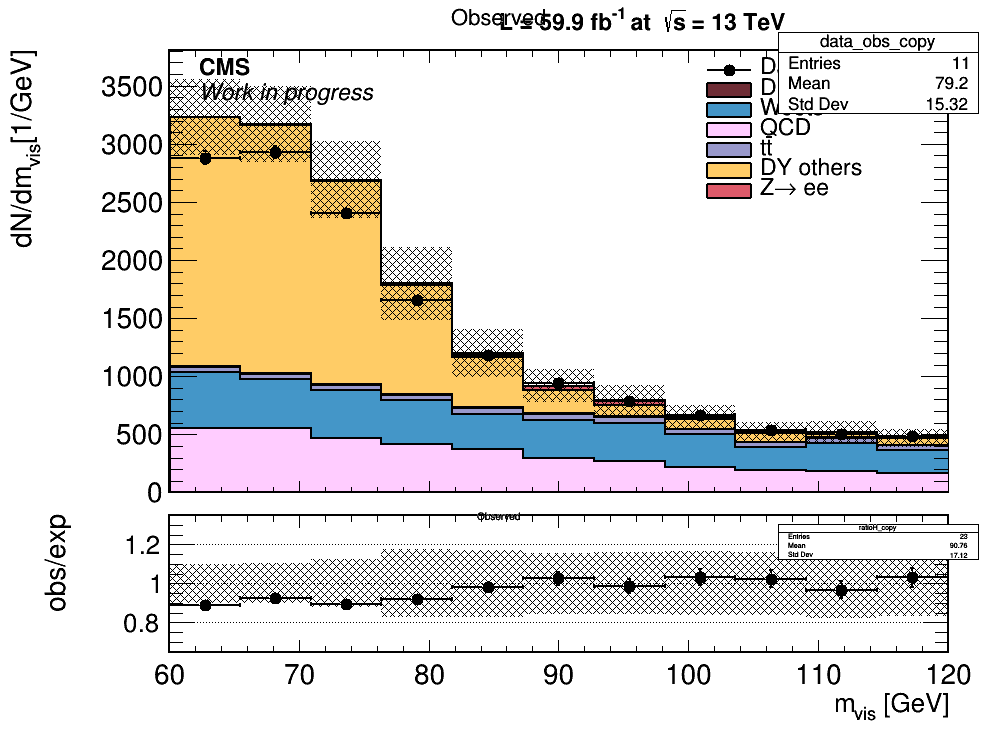 Observed
L = 59.9 fb⁻¹ at √s = 13 TeV
data_obs_copy
Entries 11
Mean 79.2
Std Dev 15.32
CMS
Work in progress
QCD
tt̄
DY others
Z→ ee
dN/dm_vis[1/GeV]
3500
3000
2500
2000
1500
1000
500
0
Observed
ratioH_copy
Entries 23
Mean 90.76
Std Dev 17.12
obs/exp
1.2
1
0.8
60 70 80 90 100 110 120
m_vis [GeV]